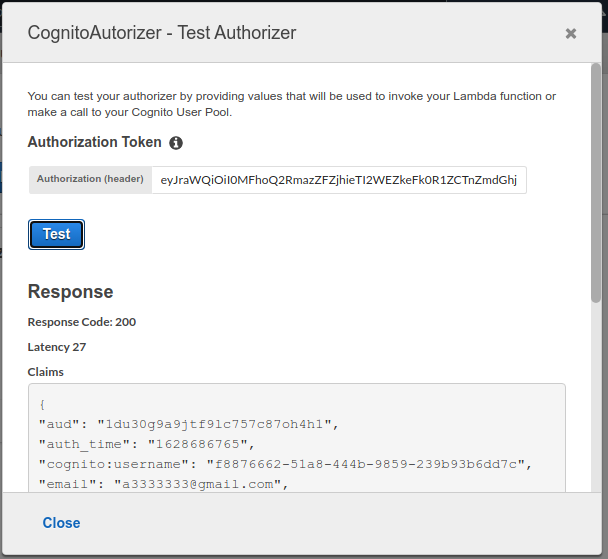 CognitoAutorizer - Test Authorizer
You can test your authorizer by providing values that will be used to invoke your Lambda function or
make a call to your Cognito User Pool.
Authorization Token
Authorization (header) eyJraWQiOiI0MFhoQ2RmazZFZjhieTI2WEZkeFk0R1ZCTnZmdGhj
Test
Response
Response Code: 200
Latency 27
Claims
{
"aud": "1du30g9a9jtf91c757c87oh4h1",
"auth_time": "1628686765",
"cognito:username": "f8876662-51a8-444b-9859-239b93b6dd7c",
"email": "a3333333@gmail.com",
Close